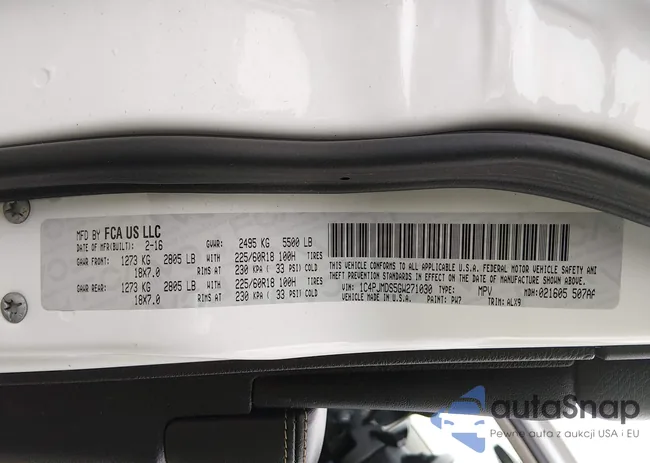 MFD BY FCA US LLC
DATE OF MFR(BUILT): 2-16 GVWR: 2495 KG 5500 LB
GAWR FRONT: 1273 KG 2805 LB WITH 225/60R18 100H TIRES
18X7.0 RIMS AT 230 KPA ( 33 PSI) COLD
GAWR REAR: 1273 KG 2805 LB WITH 225/60R18 100H TIRES
18X7.0 RIMS AT 230 KPA ( 33 PSI) COLD
THIS VEHICLE CONFORMS TO ALL APPLICABLE U.S.A. FEDERAL MOTOR VEHICLE SAFETY AND
THEFT PREVENTION STANDARDS IN EFFECT ON THE DATE OF MANUFACTURE SHOWN ABOVE.
VIN: 1C4PJMDS5GW271030 TYPE: MPV MDH: 021605 507AA
MADE IN U.S.A. PAINT: PW7 TRIM: ALX9
autoSnap
Pewne auta z aukcji USA i EU